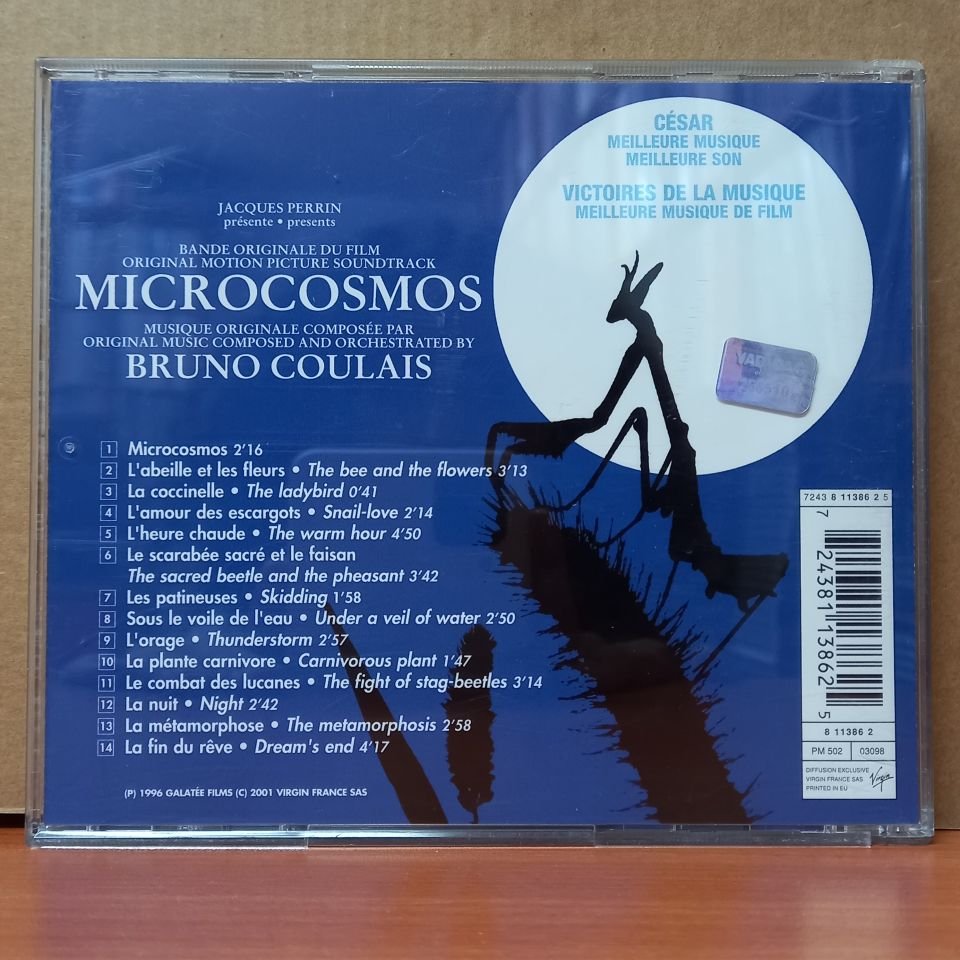 CÉSAR
MEILLEURE MUSIQUE
MEILLEURE SON
VICTOIRES DE LA MUSIQUE
MEILLEURE MUSIQUE DE FILM
JACQUES PERRIN
présente • presents
BANDE ORIGINALE DU FILM
ORIGINAL MOTION PICTURE SOUNDTRACK
MICROCOSMOS
MUSIQUE ORIGINALE COMPOSÉE PAR
ORIGINAL MUSIC COMPOSED AND ORCHESTRATED BY
BRUNO COULAIS
1 Microcosmos 2’16
2 L'abeille et les fleurs • The bee and the flowers 3’13
3 La coccinelle • The ladybird 0’41
4 L'amour des escargots • Snail-love 2’14
5 L'heure chaude • The warm hour 4’50
6 Le scarabée sacré et le faisan
The sacred beetle and the pheasant 3’42
7 Les patineuses • Skidding 1’58
8 Sous le voile de l'eau • Under a veil of water 2’50
9 L'orage • Thunderstorm 2’57
10 La plante carnivore • Carnivorous plant 1’47
11 Le combat des lucanes • The fight of stag-beetles 3’14
12 La nuit • Night 2’42
13 La métamorphose • The metamorphosis 2’58
14 La fin du rêve • Dream's end 4’17
(P) 1996 GALATÉE FILMS (C) 2001 VIRGIN FRANCE SAS
7243 8 11386 2 5
7 24381 13862 5
8 11386 2
PM 502 03098
DIFFUSION EXCLUSIVE
VIRGIN FRANCE SAS
PRINTED IN EU
Virgin